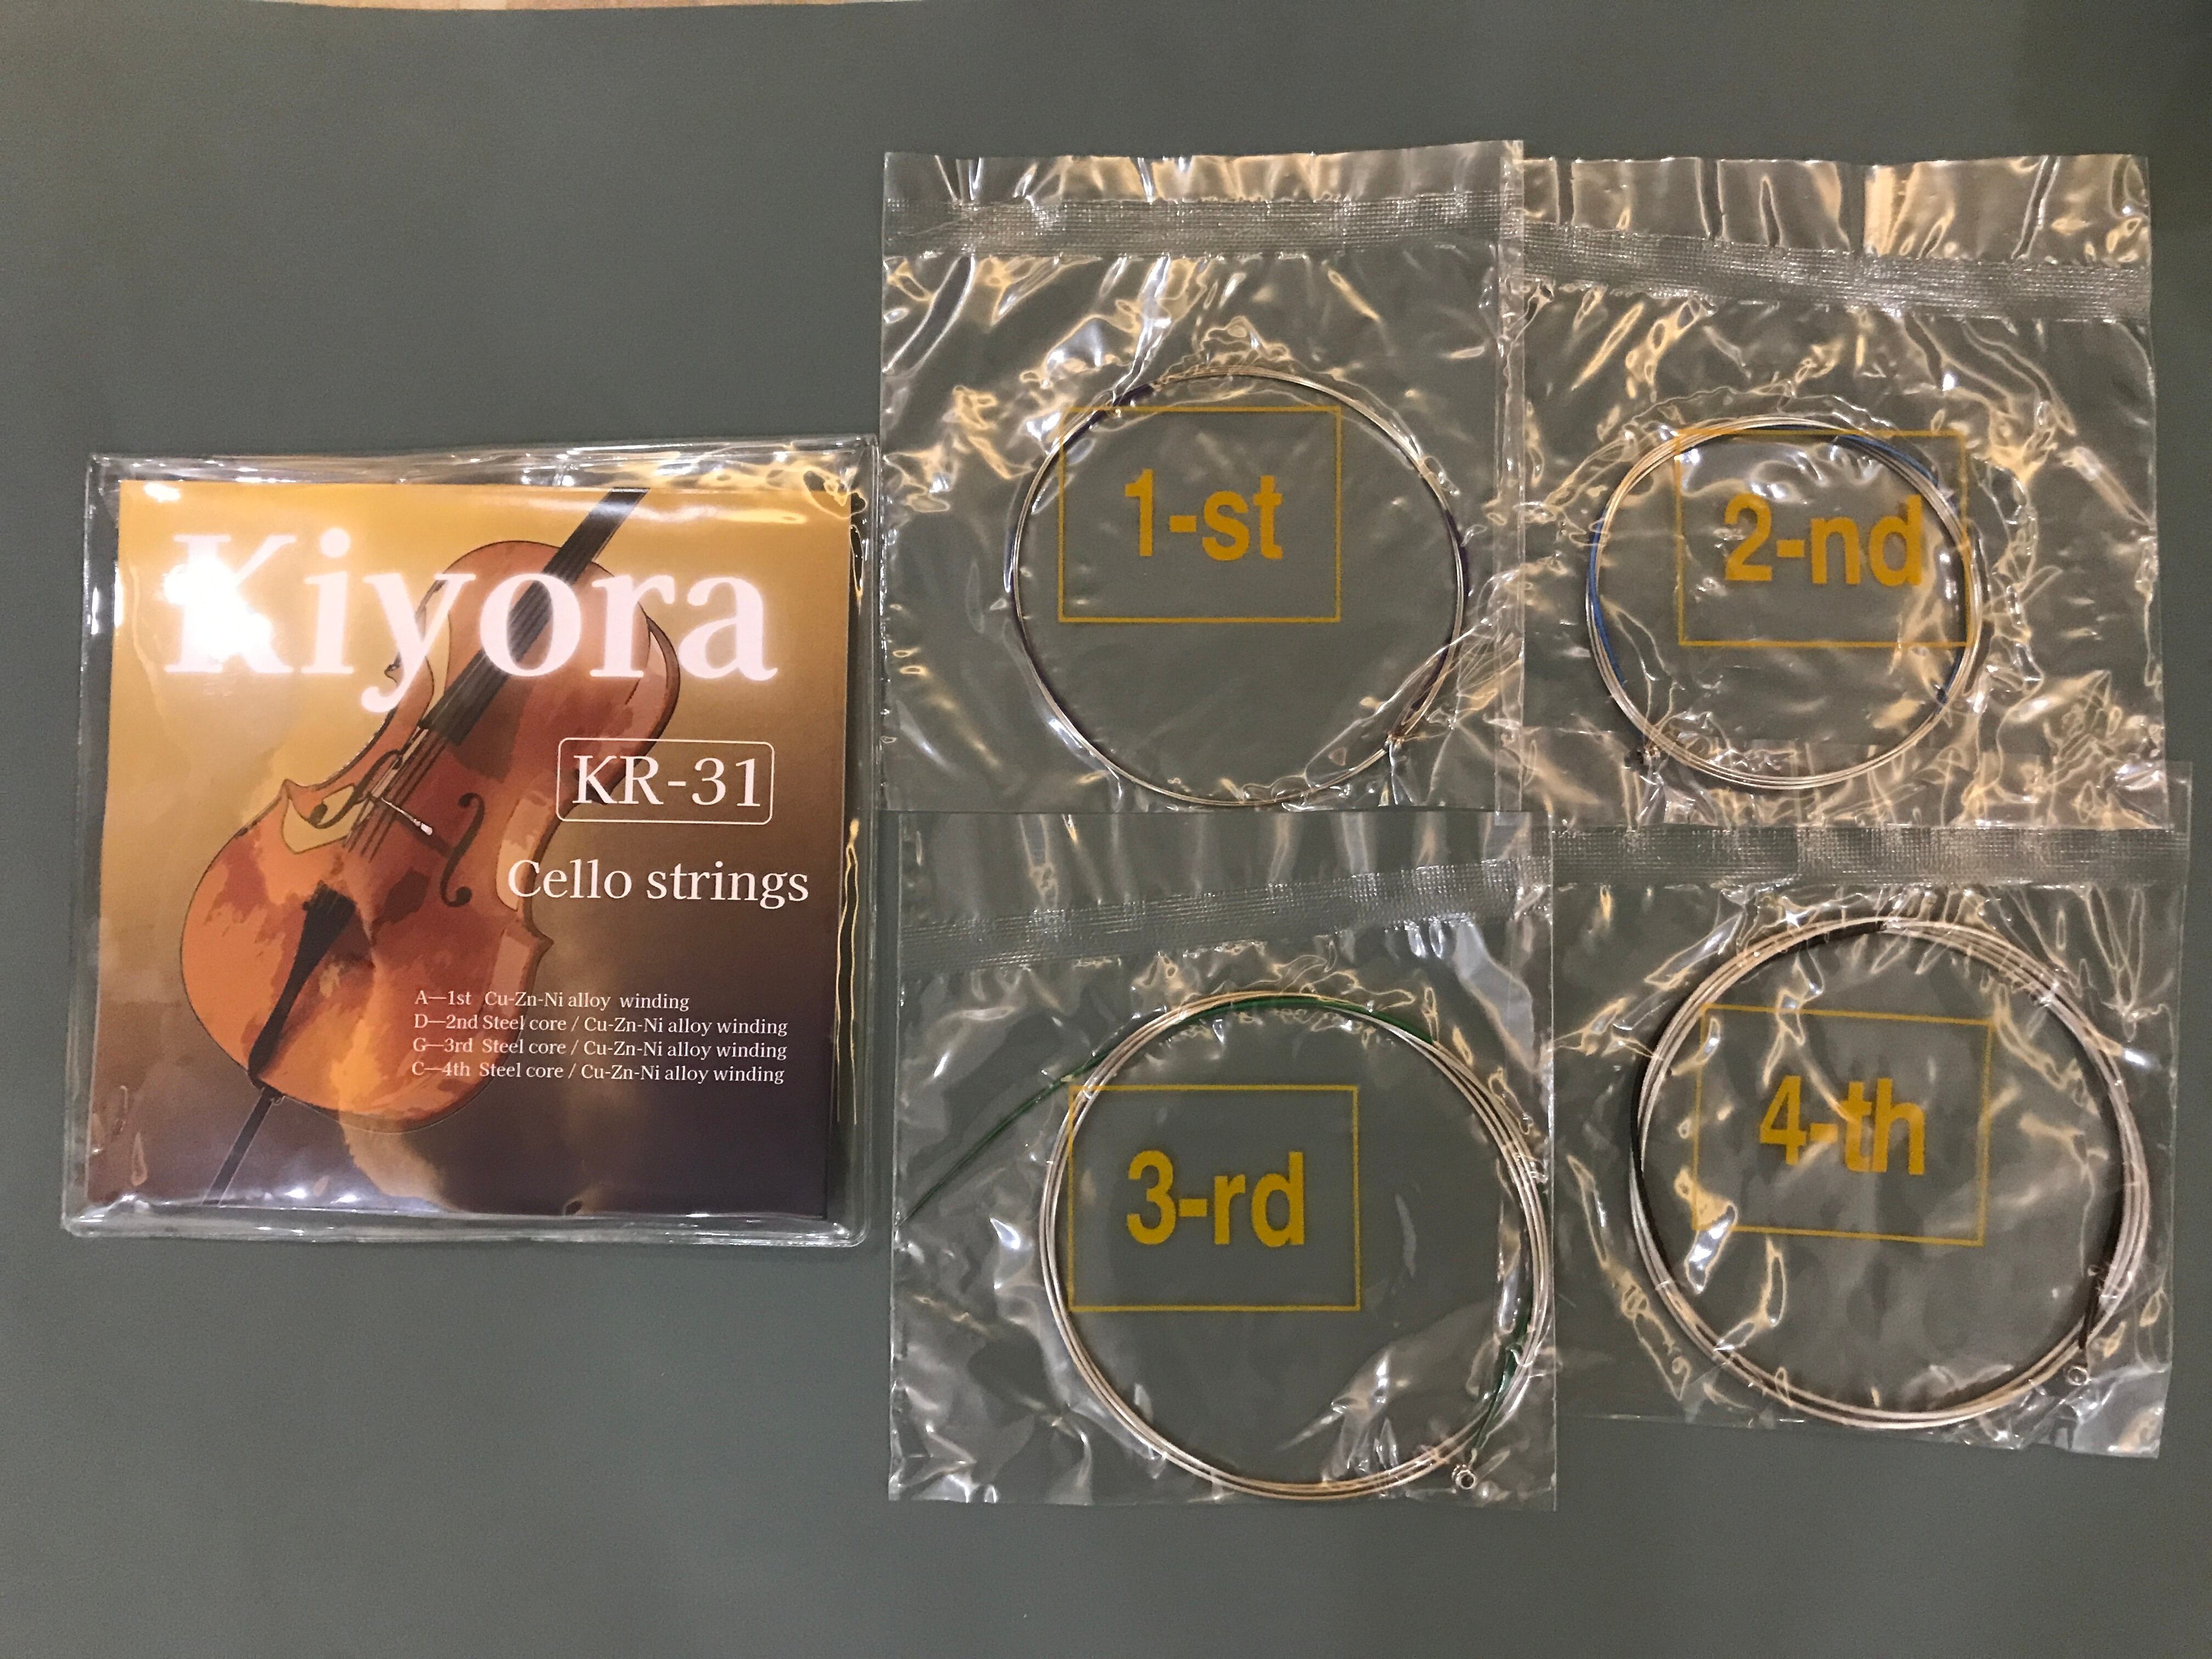 Kiyora
KR-31
Cello strings
A—1st Cu-Zn-Ni alloy winding
D—2nd Steel core / Cu-Zn-Ni alloy winding
G—3rd Steel core / Cu-Zn-Ni alloy winding
C—4th Steel core / Cu-Zn-Ni alloy winding
1-st
2-nd
3-rd
4-th